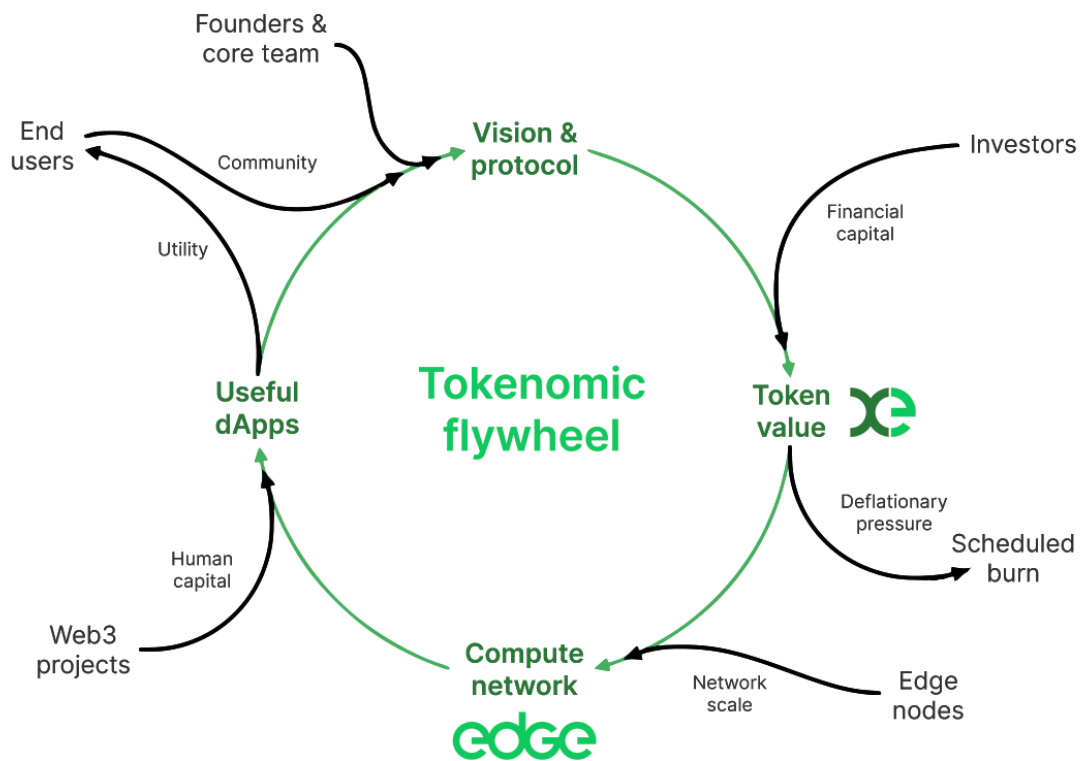 Founders &
core team
End
users
Community
Vision &
protocol
Investors
Financial
capital
Utility
Useful
dApps
Tokenomic
flywheel
Token
value
xe
Deflationary
pressure
Scheduled
burn
Human
capital
Web3
projects
Compute
network
edge
Network
scale
Edge
nodes